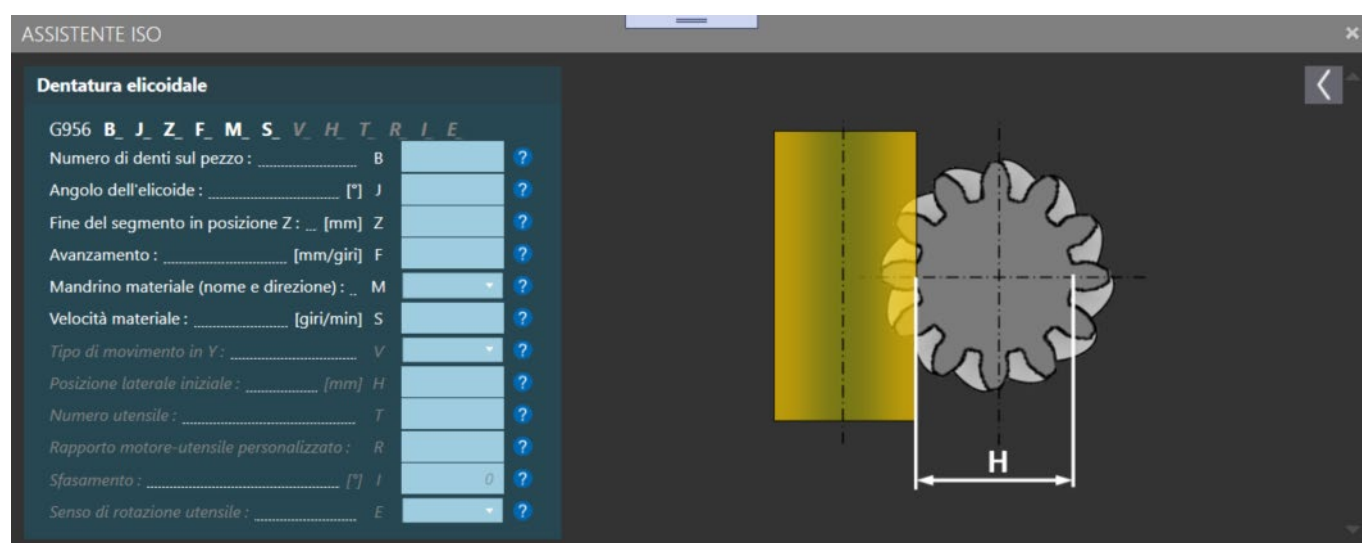 ASSISTENTE ISO
Dentatura elicoidale
G956 B_ J_ Z_ F_ M_ S_ V_ H_ T_ R_ I_ E_
Numero di denti sul pezzo : B ?
Angolo dell'elicoide : [°] J ?
Fine del segmento in posizione Z : [mm] Z ?
Avanzamento : [mm/giri] F ?
Mandrino materiale (nome e direzione) : M ?
Velocità materiale : [giri/min] S ?
Tipo di movimento in Y : V ?
Posizione laterale iniziale : [mm] H ?
Numero utensile : T ?
Rapporto motore-utensile personalizzato : R ?
Sfasamento : [°] I 0 ?
Senso di rotazione utensile : E ?
H